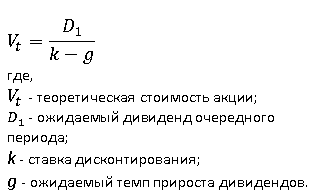 V_t = D_1 / (k − g)
где,
V_t - теоретическая стоимость акции;
D_1 - ожидаемый дивиденд очередного
периода;
k - ставка дисконтирования;
g - ожидаемый темп прироста дивидендов.